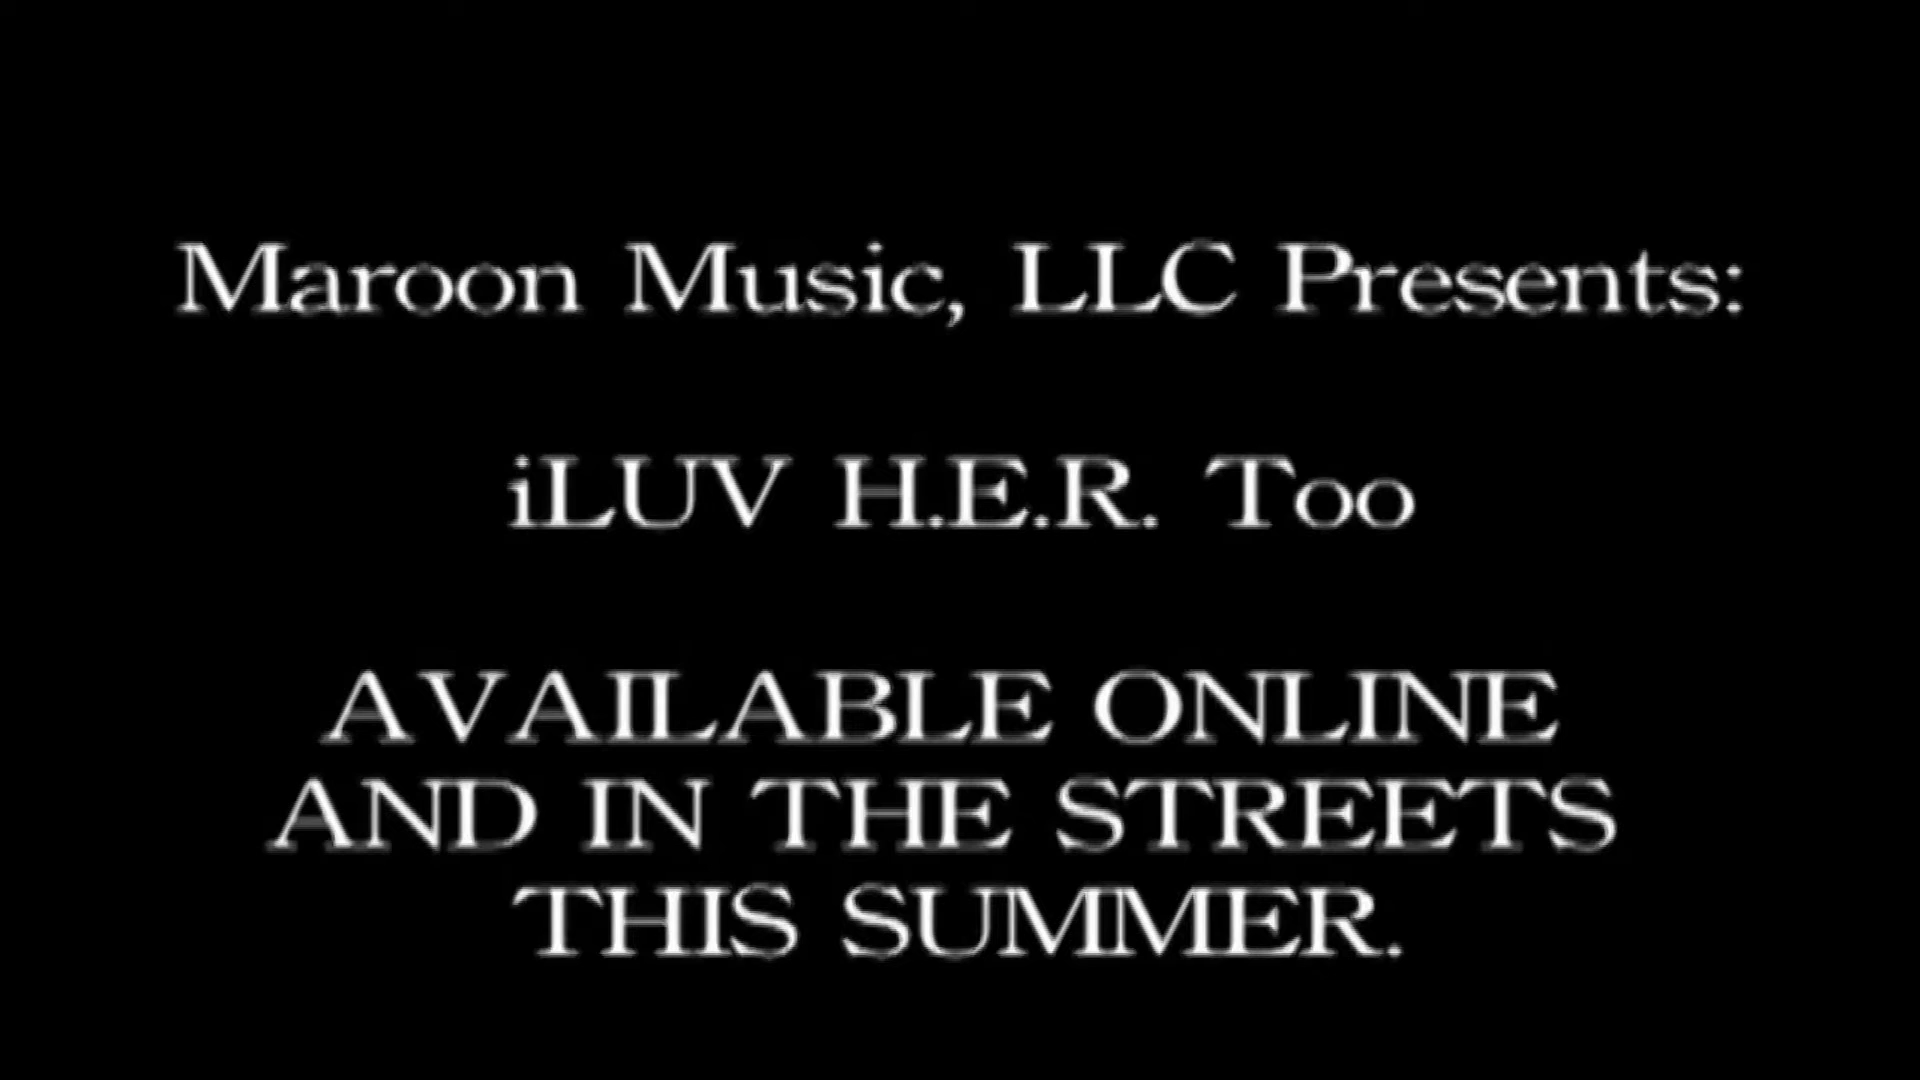 Maroon Music, LLC Presents:
iLUV H.E.R. Too
AVAILABLE ONLINE
AND IN THE STREETS
THIS SUMMER.